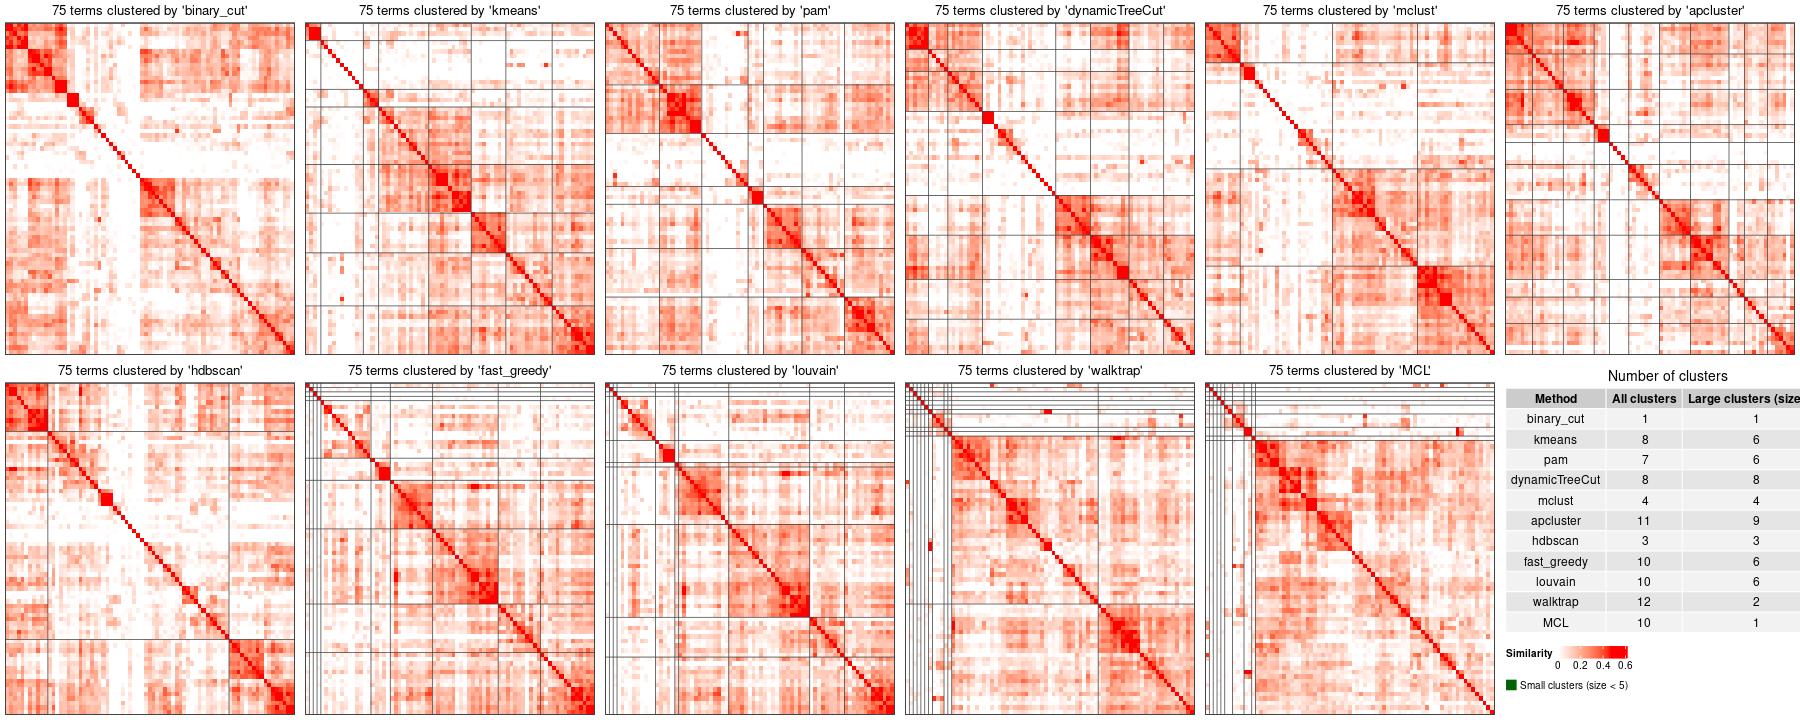 75 terms clustered by 'binary_cut'
75 terms clustered by 'kmeans'
75 terms clustered by 'pam'
75 terms clustered by 'dynamicTreeCut'
75 terms clustered by 'mclust'
75 terms clustered by 'apcluster'
75 terms clustered by 'hdbscan'
75 terms clustered by 'fast_greedy'
75 terms clustered by 'louvain'
75 terms clustered by 'walktrap'
75 terms clustered by 'MCL'
Number of clusters
Method All clusters Large clusters (size
binary_cut 1 1
kmeans 8 6
pam 7 6
dynamicTreeCut 8 8
mclust 4 4
apcluster 11 9
hdbscan 3 3
fast_greedy 10 6
louvain 10 6
walktrap 12 2
MCL 10 1
Similarity
0 0.2 0.4 0.6
Small clusters (size < 5)